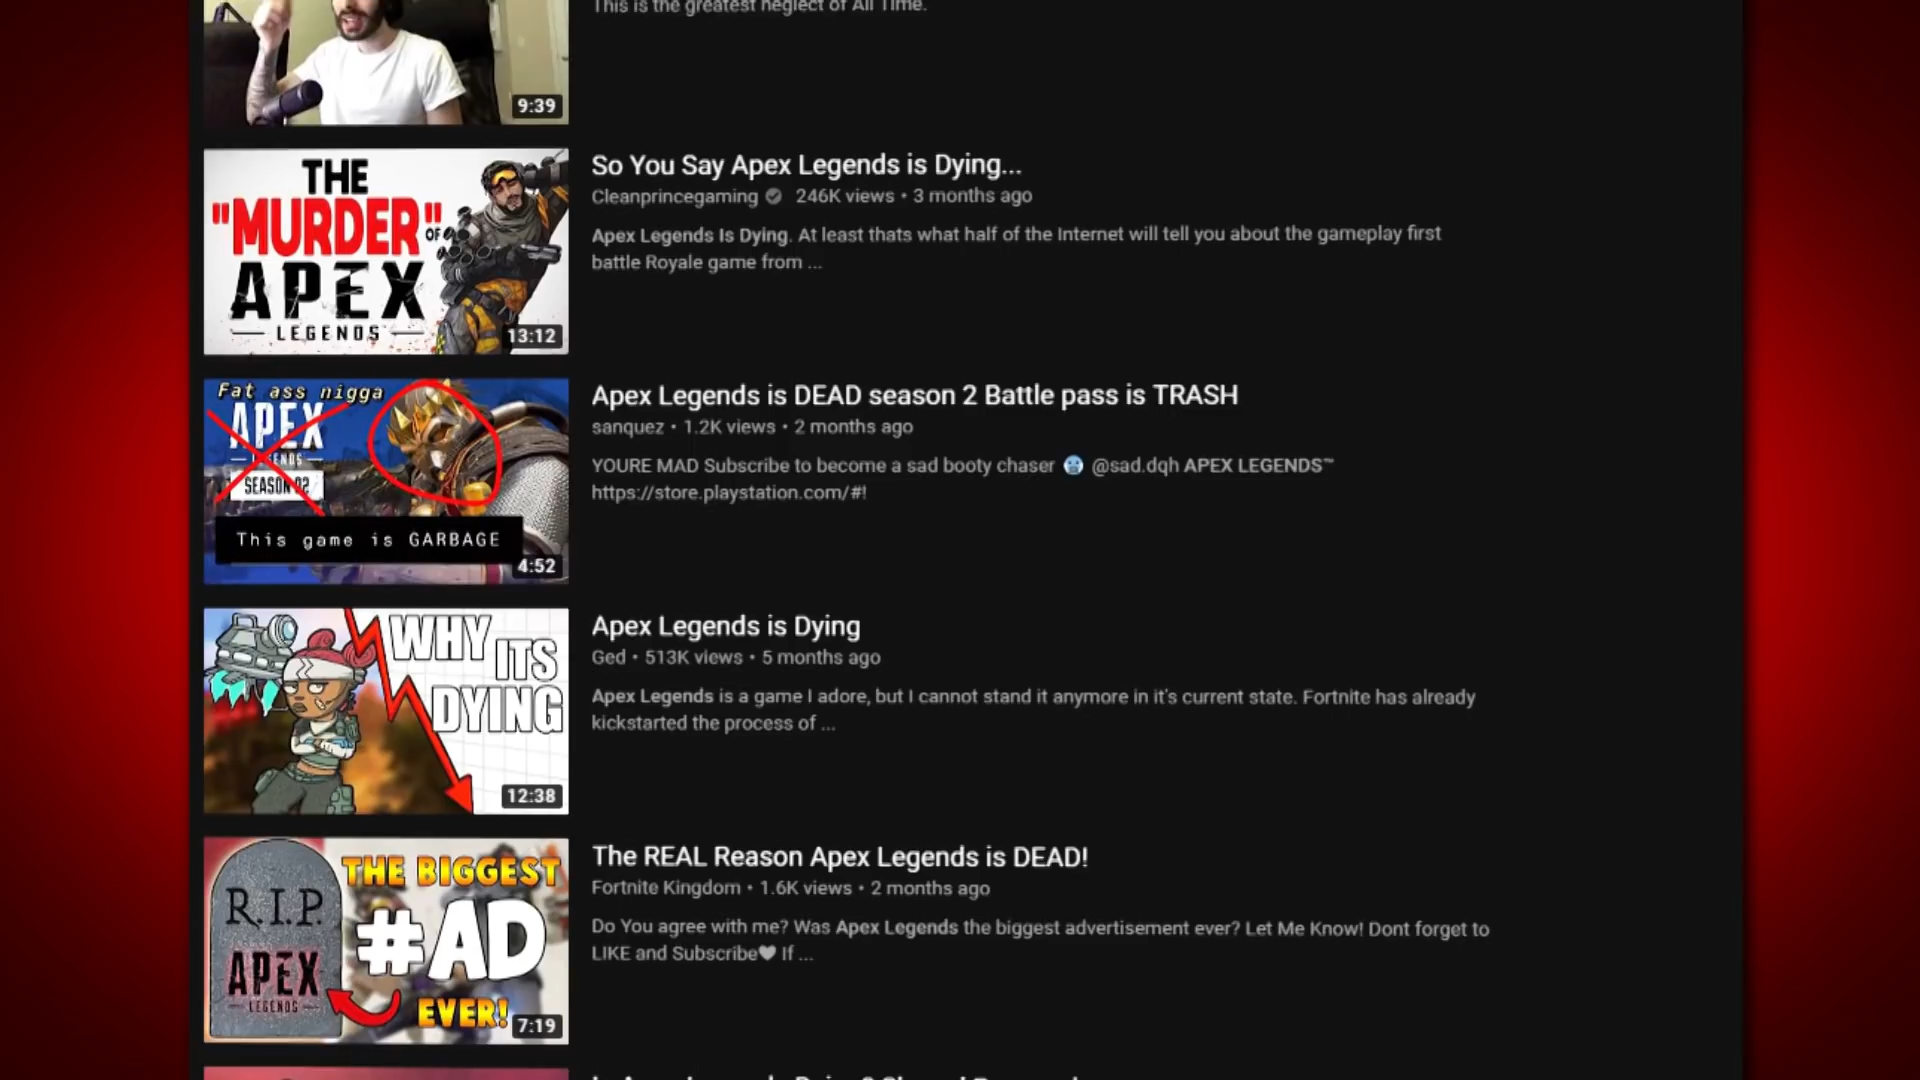 This is the greatest neglect of All Time.
9:39
THE
"MURDER"
OF
APEX
LEGENDS
13:12
So You Say Apex Legends is Dying...
Cleanprincegaming 246K views • 3 months ago
Apex Legends Is Dying. At least thats what half of the Internet will tell you about the gameplay first
battle Royale game from ...
Fat ass nigga
APEX
LEGENDS
SEASON 02
This game is GARBAGE
4:52
Apex Legends is DEAD season 2 Battle pass is TRASH
sanquez • 1.2K views • 2 months ago
YOURE MAD Subscribe to become a sad booty chaser 🥶 @sad.dqh APEX LEGENDS™
https://store.playstation.com/#!
WHY
ITS
DYING
12:38
Apex Legends is Dying
Ged • 513K views • 5 months ago
Apex Legends is a game I adore, but I cannot stand it anymore in it's current state. Fortnite has already
kickstarted the process of ...
R.I.P.
APEX
LEGENDS
THE BIGGEST
#AD
EVER!
7:19
The REAL Reason Apex Legends is DEAD!
Fortnite Kingdom • 1.6K views • 2 months ago
Do You agree with me? Was Apex Legends the biggest advertisement ever? Let Me Know! Dont forget to
LIKE and Subscribe♥ If ...